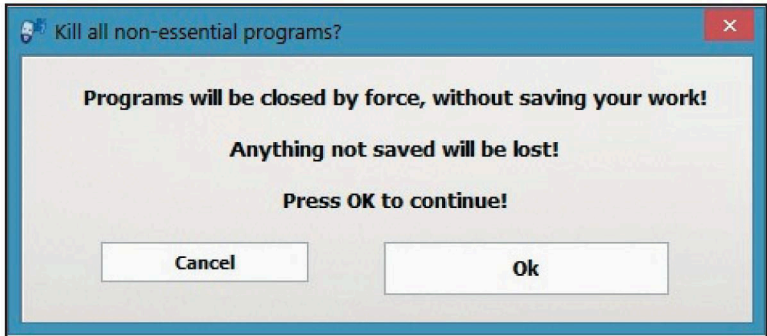 Kill all non-essential programs?
Programs will be closed by force, without saving your work!
Anything not saved will be lost!
Press OK to continue!
Cancel
Ok